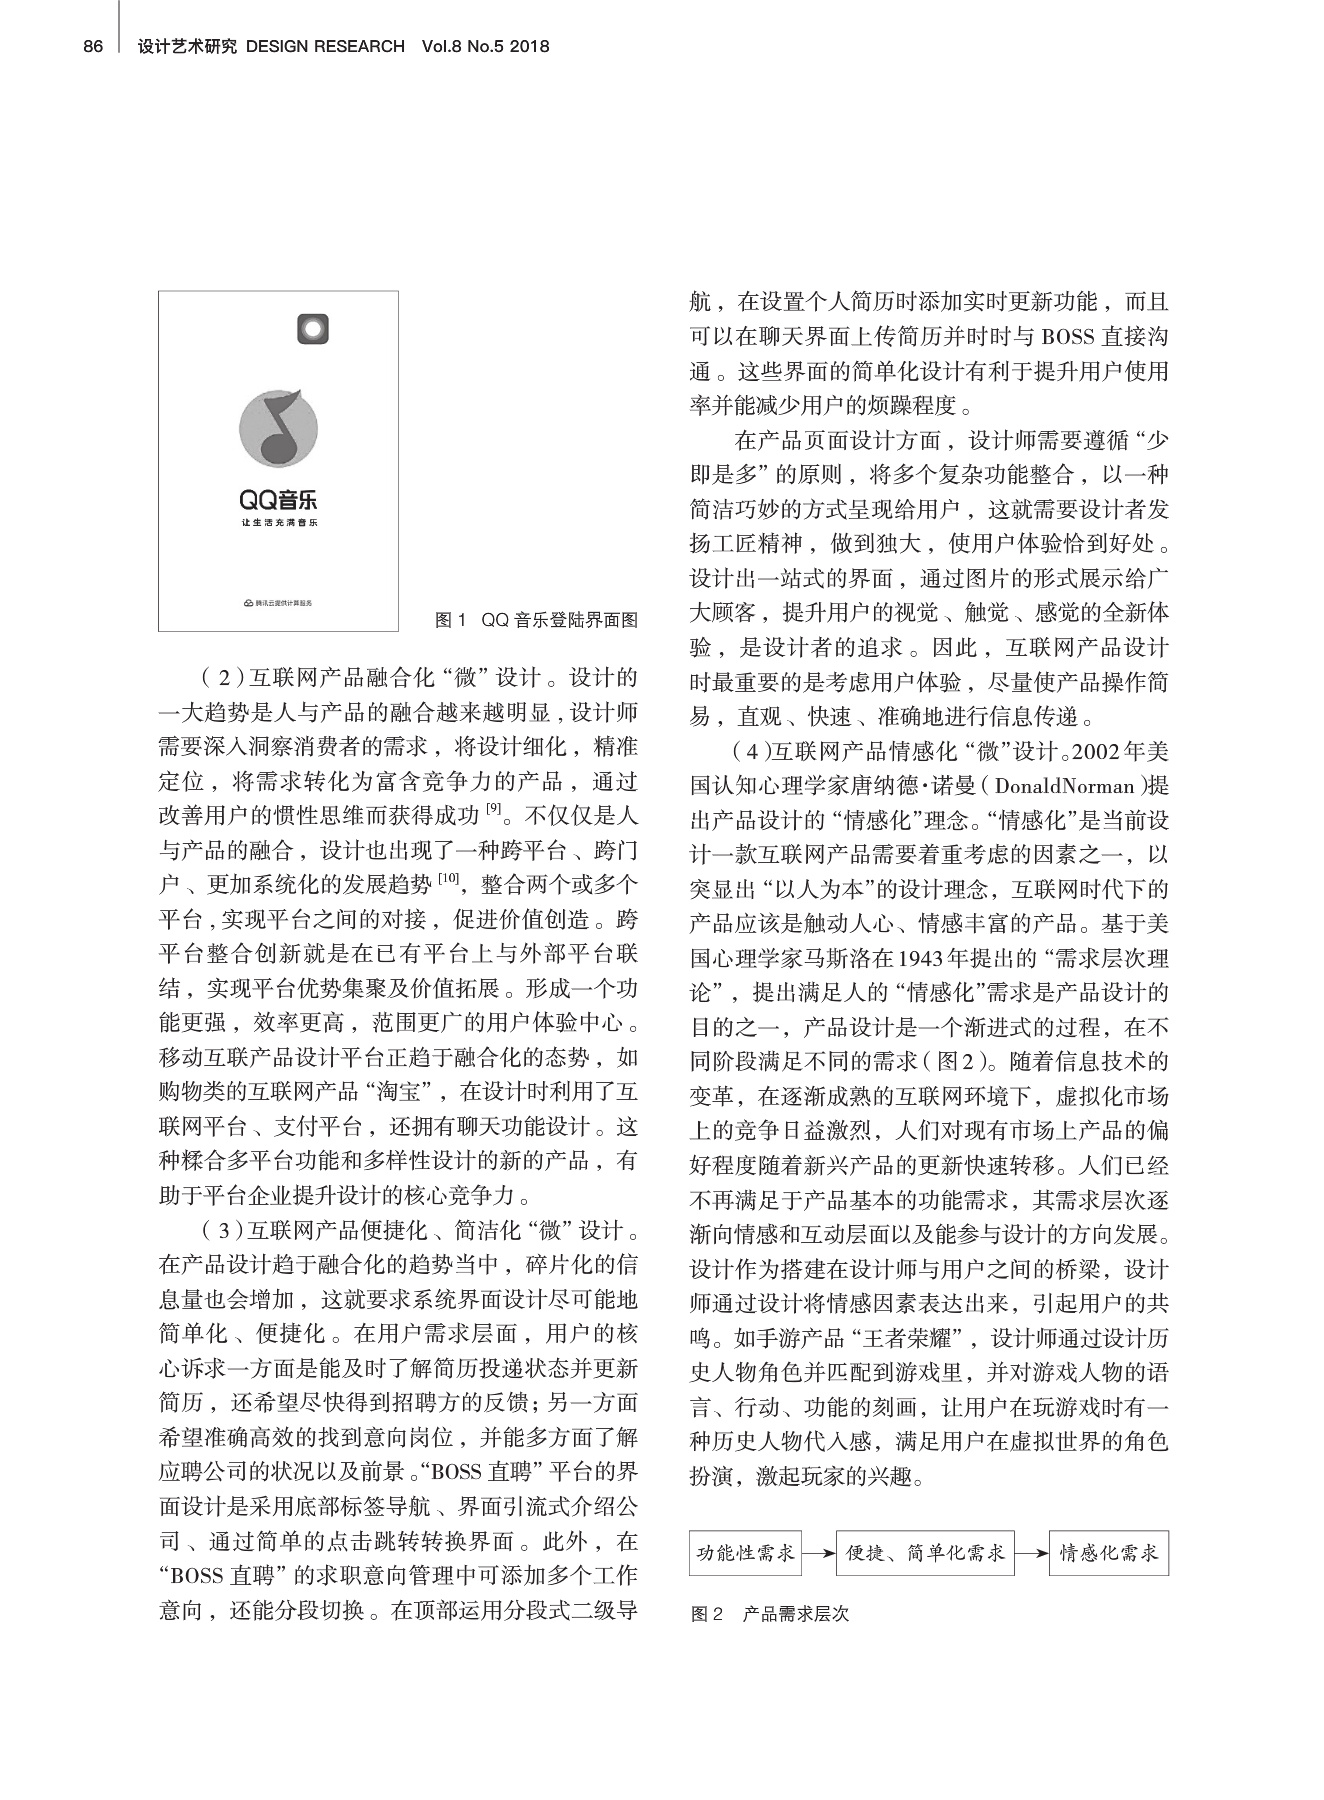 86 设计艺术研究 DESIGN RESEARCH Vol.8 No.5 2018
QQ音乐
让生活充满音乐
腾讯云提供计算服务
图 1 QQ 音乐登陆界面图
（2）互联网产品融合化“微”设计。设计的
一大趋势是人与产品的融合越来越明显，设计师
需要深入洞察消费者的需求，将设计细化，精准
定位，将需求转化为富含竞争力的产品，通过
改善用户的惯性思维而获得成功[9]。不仅仅是人
与产品的融合，设计也出现了一种跨平台、跨门
户、更加系统化的发展趋势[10]，整合两个或多个
平台，实现平台之间的对接，促进价值创造。跨
平台整合创新就是在已有平台上与外部平台联
结，实现平台优势集聚及价值拓展。形成一个功
能更强，效率更高，范围更广的用户体验中心。
移动互联产品设计平台正趋于融合化的态势，如
购物类的互联网产品“淘宝”，在设计时利用了互
联网平台、支付平台，还拥有聊天功能设计。这
种糅合多平台功能和多样性设计的新的产品，有
助于平台企业提升设计的核心竞争力。
（3）互联网产品便捷化、简洁化“微”设计。
在产品设计趋于融合化的趋势当中，碎片化的信
息量也会增加，这就要求系统界面设计尽可能地
简单化、便捷化。在用户需求层面，用户的核
心诉求一方面是能及时了解简历投递状态并更新
简历，还希望尽快得到招聘方的反馈；另一方面
希望准确高效的找到意向岗位，并能多方面了解
应聘公司的状况以及前景。“BOSS 直聘”平台的界
面设计是采用底部标签导航、界面引流式介绍公
司、通过简单的点击跳转转换界面。此外，在
“BOSS 直聘”的求职意向管理中可添加多个工作
意向，还能分段切换。在顶部运用分段式二级导
航，在设置个人简历时添加实时更新功能，而且
可以在聊天界面上传简历并时时与 BOSS 直接沟
通。这些界面的简单化设计有利于提升用户使用
率并能减少用户的烦躁程度。
在产品页面设计方面，设计师需要遵循“少
即是多”的原则，将多个复杂功能整合，以一种
简洁巧妙的方式呈现给用户，这就需要设计者发
扬工匠精神，做到独大，使用户体验恰到好处。
设计出一站式的界面，通过图片的形式展示给广
大顾客，提升用户的视觉、触觉、感觉的全新体
验，是设计者的追求。因此，互联网产品设计
时最重要的是考虑用户体验，尽量使产品操作简
易，直观、快速、准确地进行信息传递。
（4）互联网产品情感化“微”设计。2002年美
国认知心理学家唐纳德·诺曼（DonaldNorman）提
出产品设计的“情感化”理念。“情感化”是当前设
计一款互联网产品需要着重考虑的因素之一，以
突显出“以人为本”的设计理念，互联网时代下的
产品应该是触动人心、情感丰富的产品。基于美
国心理学家马斯洛在1943年提出的“需求层次理
论”，提出满足人的“情感化”需求是产品设计的
目的之一，产品设计是一个渐进式的过程，在不
同阶段满足不同的需求（图2）。随着信息技术的
变革，在逐渐成熟的互联网环境下，虚拟化市场
上的竞争日益激烈，人们对现有市场上产品的偏
好程度随着新兴产品的更新快速转移。人们已经
不再满足于产品基本的功能需求，其需求层次逐
渐向情感和互动层面以及能参与设计的方向发展。
设计作为搭建在设计师与用户之间的桥梁，设计
师通过设计将情感因素表达出来，引起用户的共
鸣。如手游产品“王者荣耀”，设计师通过设计历
史人物角色并匹配到游戏里，并对游戏人物的语
言、行动、功能的刻画，让用户在玩游戏时有一
种历史人物代入感，满足用户在虚拟世界的角色
扮演，激起玩家的兴趣。
功能性需求 便捷、简单化需求 情感化需求
图 2 产品需求层次